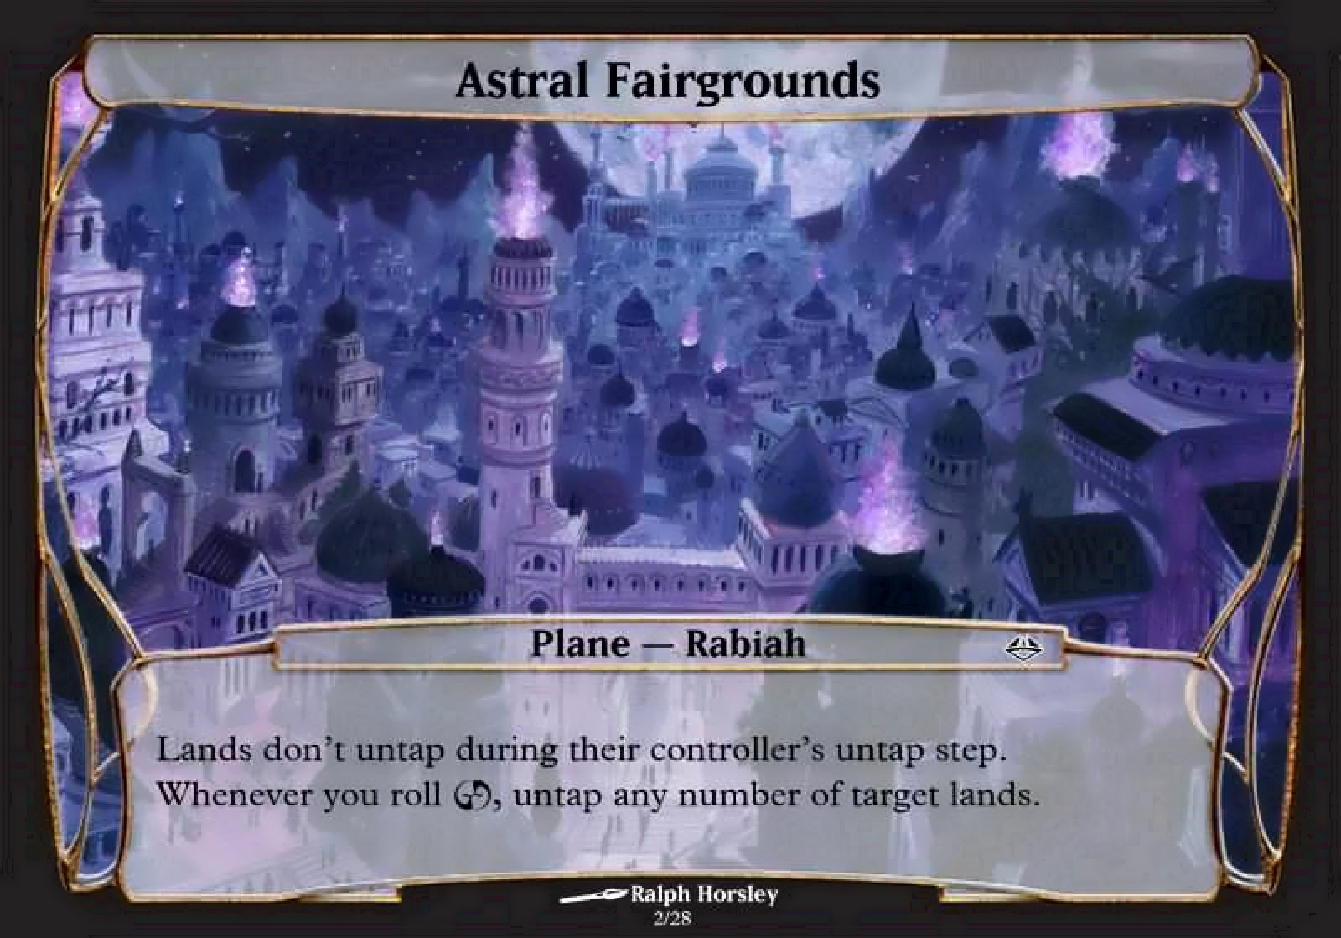 Astral Fairgrounds
Plane — Rabiah
Lands don't untap during their controller's untap step.
Whenever you roll , untap any number of target lands.
Ralph Horsley
2/28